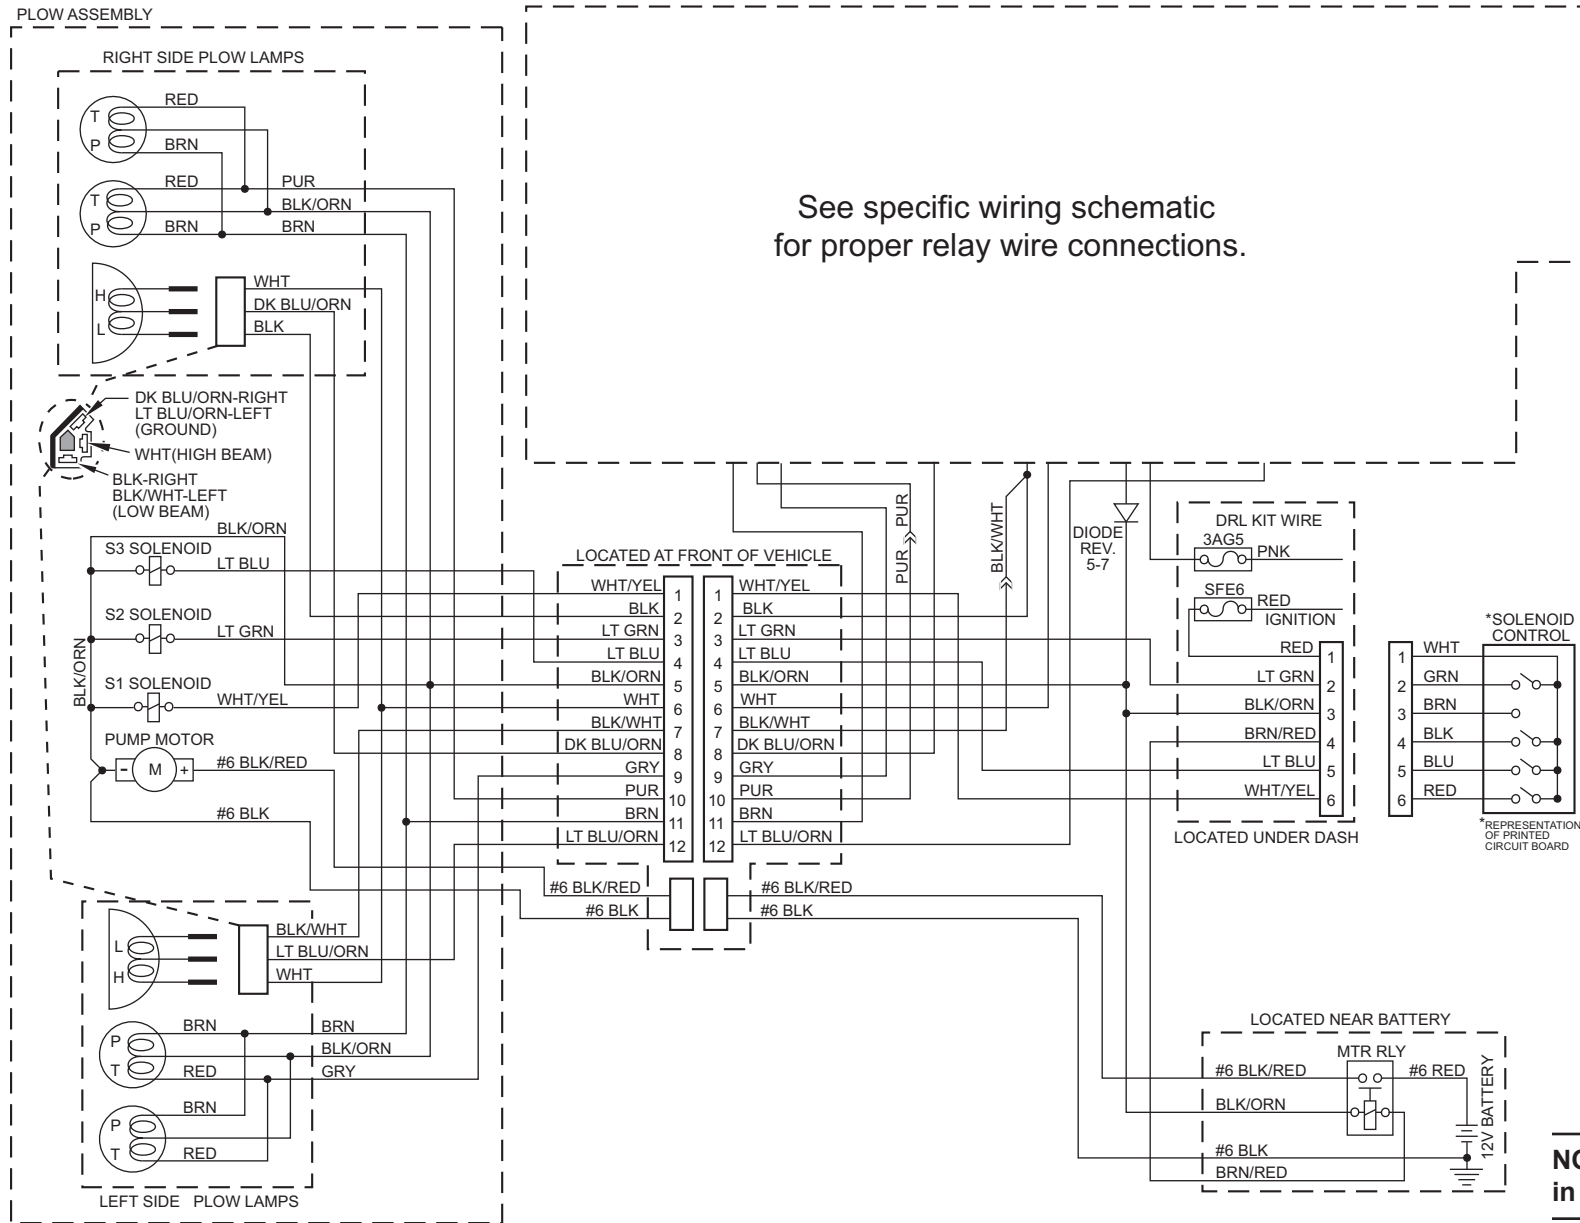 PLOW ASSEMBLY
RIGHT SIDE PLOW LAMPS
RED
T
P
BRN
RED
PUR
T
BLK/ORN
P
BRN
BRN
WHT
H
DK BLU/ORN
L
BLK
See specific wiring schematic
for proper relay wire connections.
DK BLU/ORN-RIGHT
LT BLU/ORN-LEFT
(GROUND)
WHT(HIGH BEAM)
BLK-RIGHT
BLK/WHT-LEFT
(LOW BEAM)
BLK/ORN
S3 SOLENOID
LT BLU
S2 SOLENOID
LT GRN
BLK/ORN
S1 SOLENOID
WHT/YEL
PUMP MOTOR
- M +
#6 BLK/RED
#6 BLK
LOCATED AT FRONT OF VEHICLE
WHT/YEL 1 1 WHT/YEL
BLK 2 2 BLK
LT GRN 3 3 LT GRN
LT BLU 4 4 LT BLU
BLK/ORN 5 5 BLK/ORN
WHT 6 6 WHT
BLK/WHT 7 7 BLK/WHT
DK BLU/ORN 8 8 DK BLU/ORN
GRY 9 9 GRY
PUR 10 10 PUR
BRN 11 11 BRN
LT BLU/ORN 12 12 LT BLU/ORN
#6 BLK/RED #6 BLK/RED
#6 BLK #6 BLK
PUR
PUR
BLK/WHT
DIODE
REV.
5-7
DRL KIT WIRE
3AG5
PNK
SFE6
RED
IGNITION
RED 1
LT GRN 2
BLK/ORN 3
BRN/RED 4
LT BLU 5
WHT/YEL 6
LOCATED UNDER DASH
*SOLENOID
CONTROL
1 WHT
2 GRN
3 BRN
4 BLK
5 BLU
6 RED
*REPRESENTATION
OF PRINTED
CIRCUIT BOARD
L
H
BLK/WHT
LT BLU/ORN
WHT
BRN
BRN
P
BLK/ORN
T
RED
GRY
BRN
P
T
RED
LEFT SIDE PLOW LAMPS
LOCATED NEAR BATTERY
MTR RLY
#6 BLK/RED
#6 RED
BLK/ORN
12V BATTERY
#6 BLK
BRN/RED
NO
in